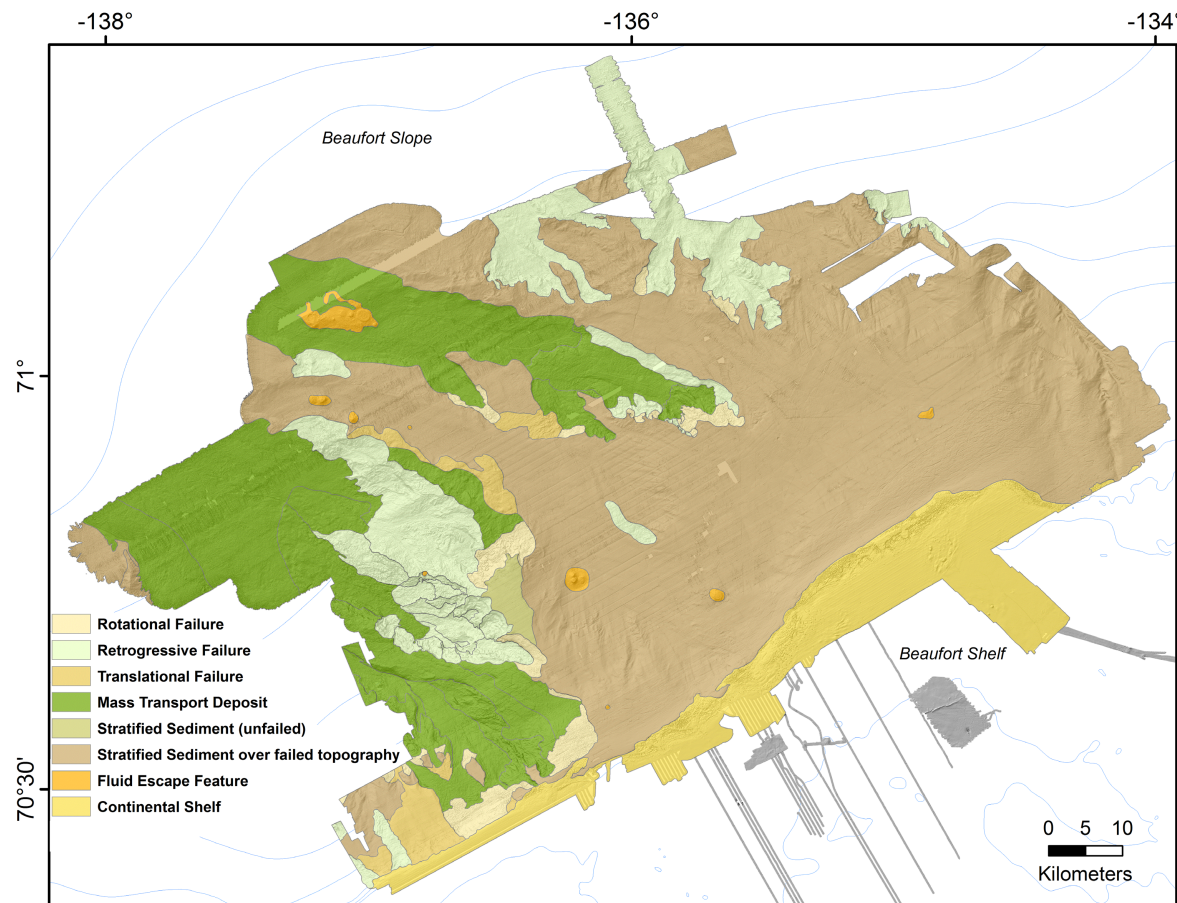 -138°
-136°
-134°
Beaufort Slope
71°
Rotational Failure
Retrogressive Failure
Translational Failure
Mass Transport Deposit
Stratified Sediment (unfailed)
Stratified Sediment over failed topography
Fluid Escape Feature
Continental Shelf
Beaufort Shelf
70°30'
0 5 10
Kilometers